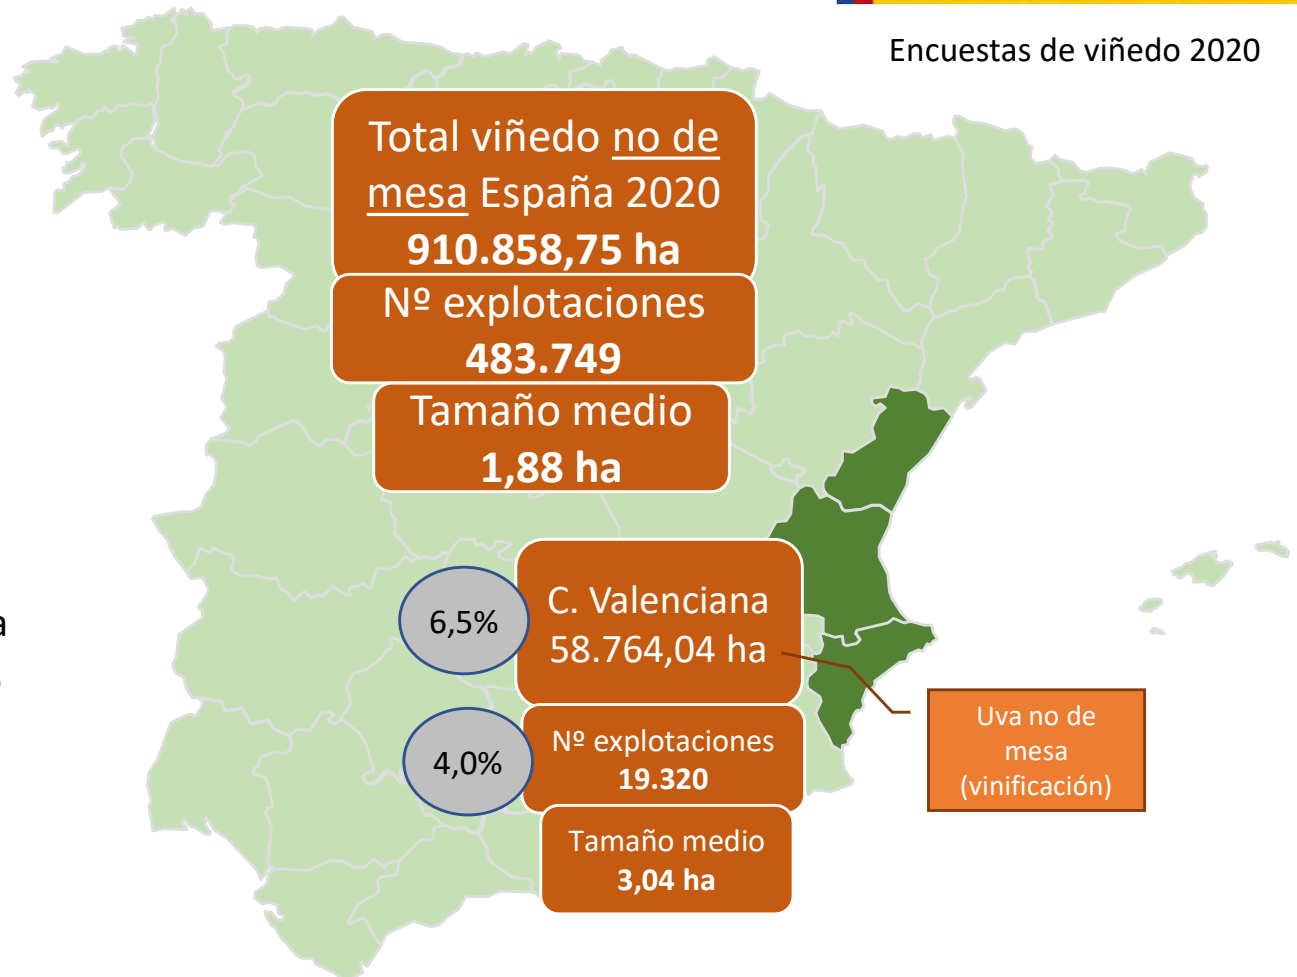 Encuestas de viñedo 2020
Total viñedo no de
mesa España 2020
910.858,75 ha
Nº explotaciones
483.749
Tamaño medio
1,88 ha
6,5%
C. Valenciana
58.764,04 ha
4,0%
Nº explotaciones
19.320
Tamaño medio
3,04 ha
Uva no de
mesa
(vinificación)